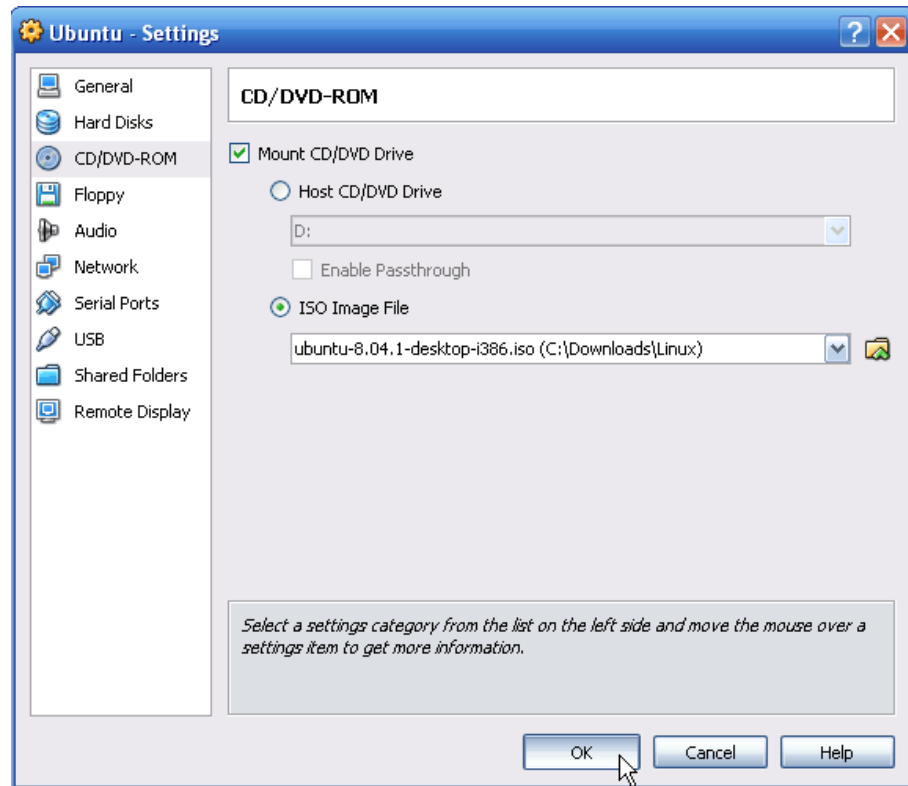 Ubuntu - Settings
General
Hard Disks
CD/DVD-ROM
Floppy
Audio
Network
Serial Ports
USB
Shared Folders
Remote Display
CD/DVD-ROM
Mount CD/DVD Drive
Host CD/DVD Drive
D:
Enable Passthrough
ISO Image File
ubuntu-8.04.1-desktop-i386.iso (C:\Downloads\Linux)
Select a settings category from the list on the left side and move the mouse over a
settings item to get more information.
OK
Cancel
Help